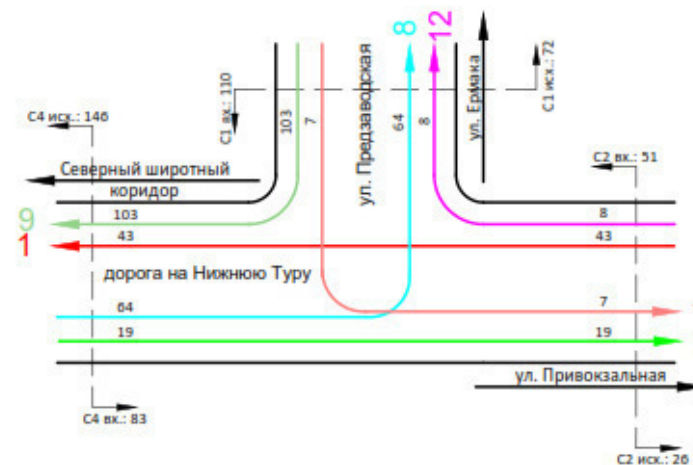 8
12
ул. Предзаводская
ул. Ермака
С1 исх.: 72
С1 вх.: 110
103
7
64
8
С4 исх.: 146
С2 вх.: 51
Северный широтный
коридор
9
103
8
1
43
43
дорога на Нижнюю Туру
64
7
19
19
ул. Привокзальная
С4 вх.: 83
С2 исх.: 26